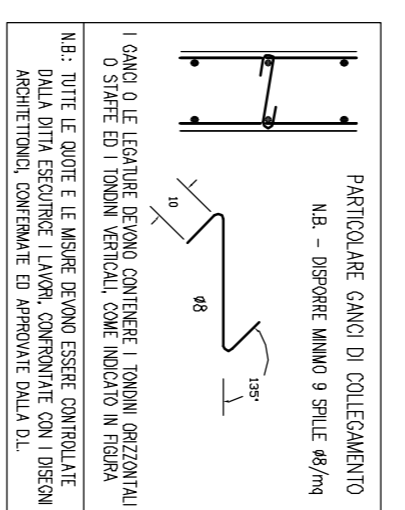 PARTICOLARE GANCI DI COLLEGAMENTO
N.B. - DISPORRE MINIMO 9 SPILLE Ø8/mq
135°
10
Ø8
I GANCI O LE LEGATURE DEVONO CONTENERE I TONDINI ORIZZONTALI
O STAFFE ED I TONDINI VERTICALI, COME INDICATO IN FIGURA
N.B.: TUTTE LE QUOTE E LE MISURE DEVONO ESSERE CONTROLLATE
DALLA DITTA ESECUTRICE I LAVORI, CONFRONTATE CON I DISEGNI
ARCHITETTONICI, CONFERMATE ED APPROVATE DALLA D.L.